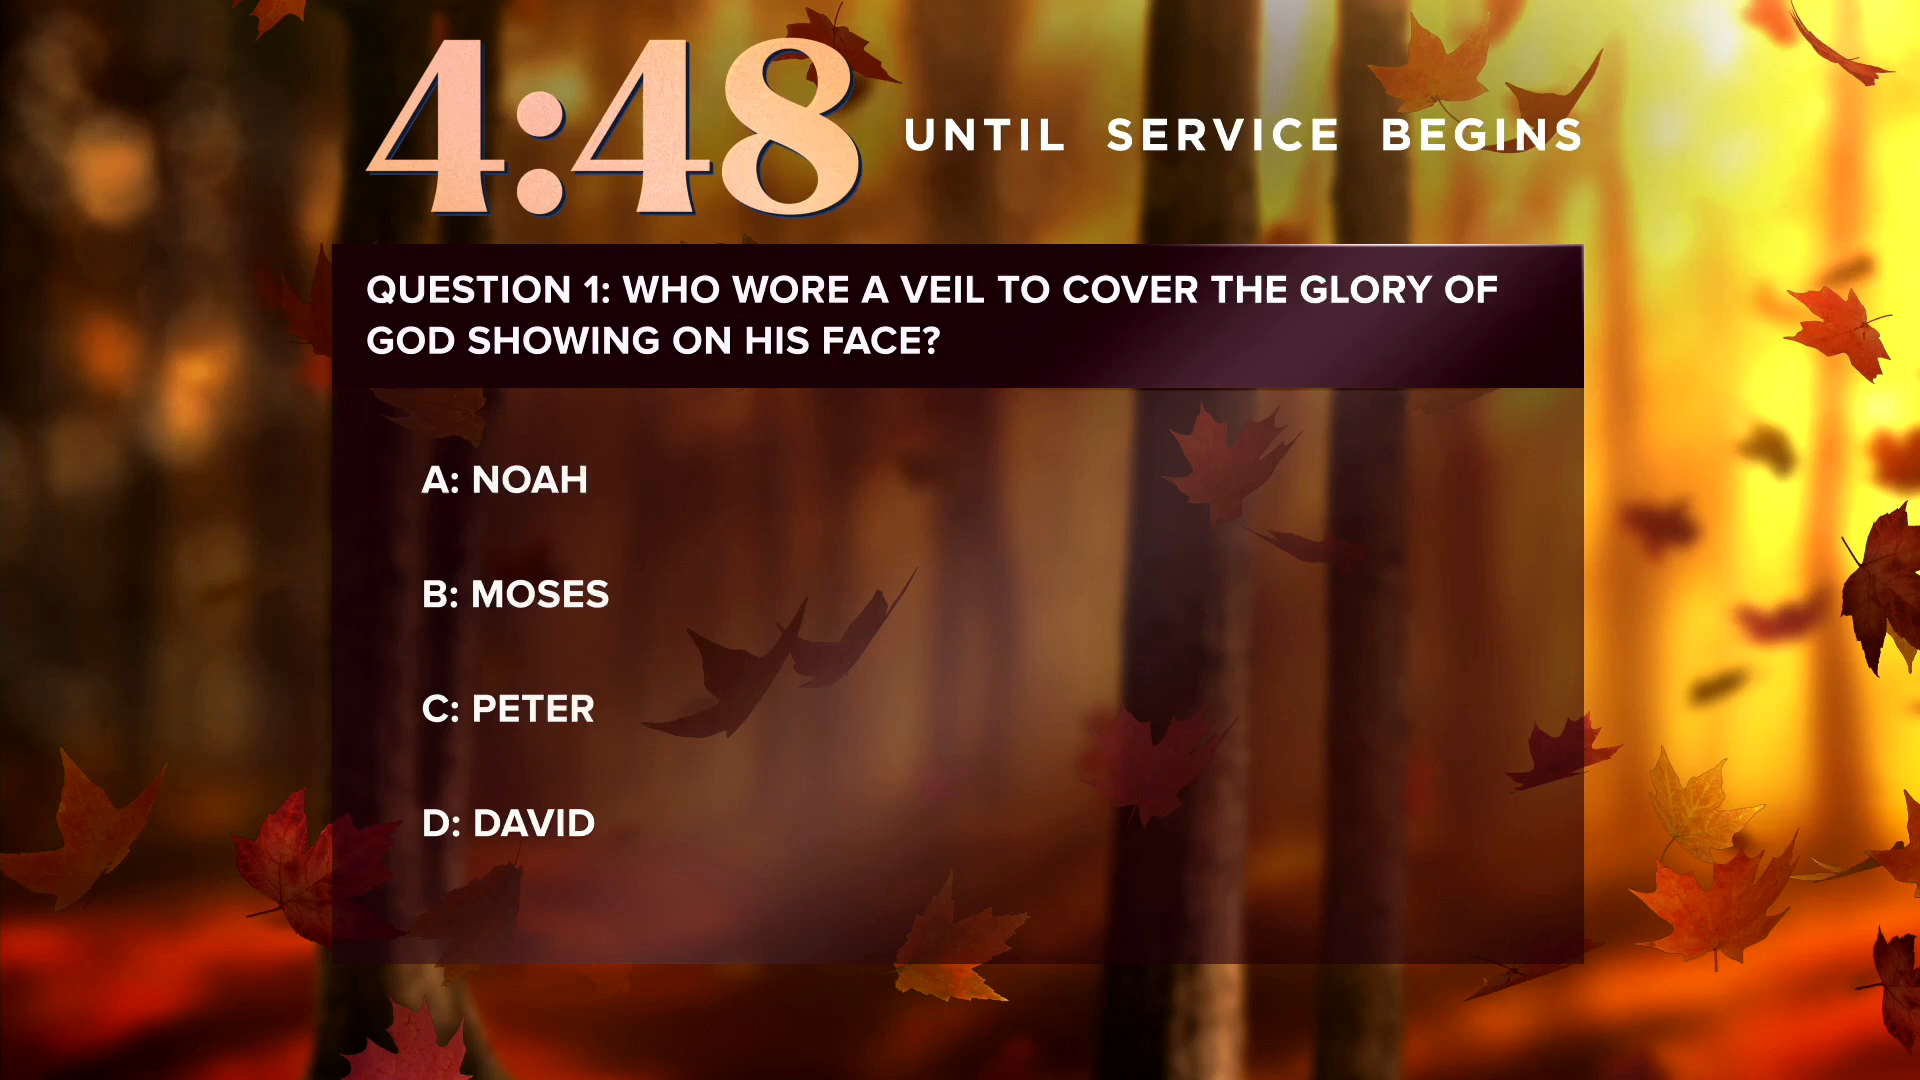 4:48 UNTIL SERVICE BEGINS
QUESTION 1: WHO WORE A VEIL TO COVER THE GLORY OF
GOD SHOWING ON HIS FACE?
A: NOAH
B: MOSES
C: PETER
D: DAVID